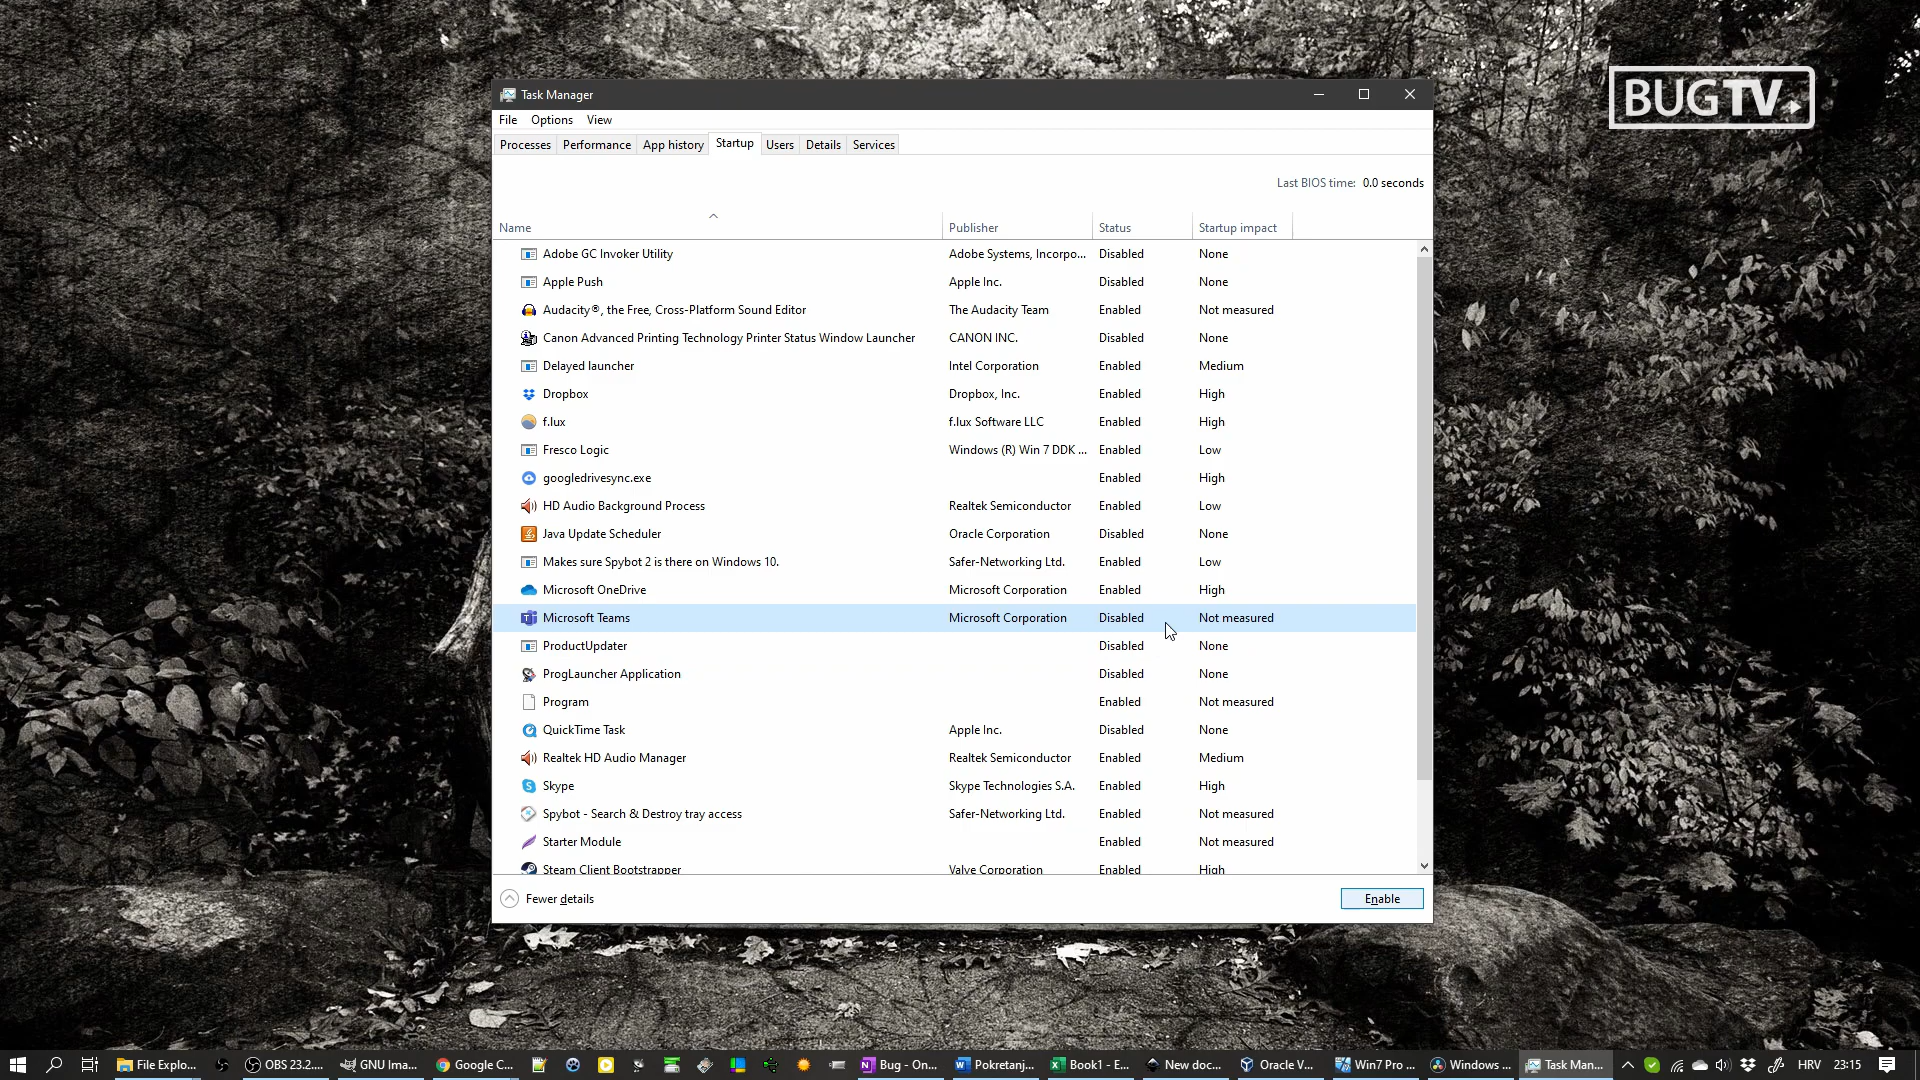 BUGTV
Task Manager
File Options View
Processes Performance App history Startup Users Details Services
Last BIOS time: 0.0 seconds
Name Publisher Status Startup impact
Adobe GC Invoker Utility Adobe Systems, Incorpo... Disabled None
Apple Push Apple Inc. Disabled None
Audacity®, the Free, Cross-Platform Sound Editor The Audacity Team Enabled Not measured
Canon Advanced Printing Technology Printer Status Window Launcher CANON INC. Disabled None
Delayed launcher Intel Corporation Enabled Medium
Dropbox Dropbox, Inc. Enabled High
f.lux f.lux Software LLC Enabled High
Fresco Logic Windows (R) Win 7 DDK ... Enabled Low
googledrivesync.exe Enabled High
HD Audio Background Process Realtek Semiconductor Enabled Low
Java Update Scheduler Oracle Corporation Disabled None
Makes sure Spybot 2 is there on Windows 10. Safer-Networking Ltd. Enabled Low
Microsoft OneDrive Microsoft Corporation Enabled High
Microsoft Teams Microsoft Corporation Disabled Not measured
ProductUpdater Disabled None
ProgLauncher Application Disabled None
Program Enabled Not measured
QuickTime Task Apple Inc. Disabled None
Realtek HD Audio Manager Realtek Semiconductor Enabled Medium
Skype Skype Technologies S.A. Enabled High
Spybot - Search & Destroy tray access Safer-Networking Ltd. Enabled Not measured
Starter Module Enabled Not measured
Steam Client Bootstrapper Valve Corporation Enabled High
Fewer details Enable
File Explo... OBS 23.2.... GNU Ima... Google C... Bug - On... Pokretanj... Book1 - E... New doc... Oracle V... Win7 Pro ... Windows ... Task Man... HRV 23:15